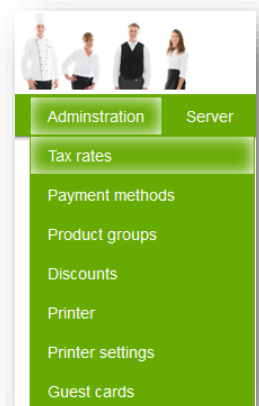 Adminstration Server
Tax rates
Payment methods
Product groups
Discounts
Printer
Printer settings
Guest cards